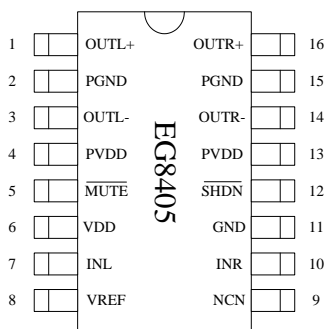 1 OUTL+ OUTR+ 16
2 PGND PGND 15
3 OUTL- OUTR- 14
4 PVDD PVDD 13
5 MUTE SHDN 12
6 VDD GND 11
7 INL INR 10
8 VREF NCN 9
EG8405